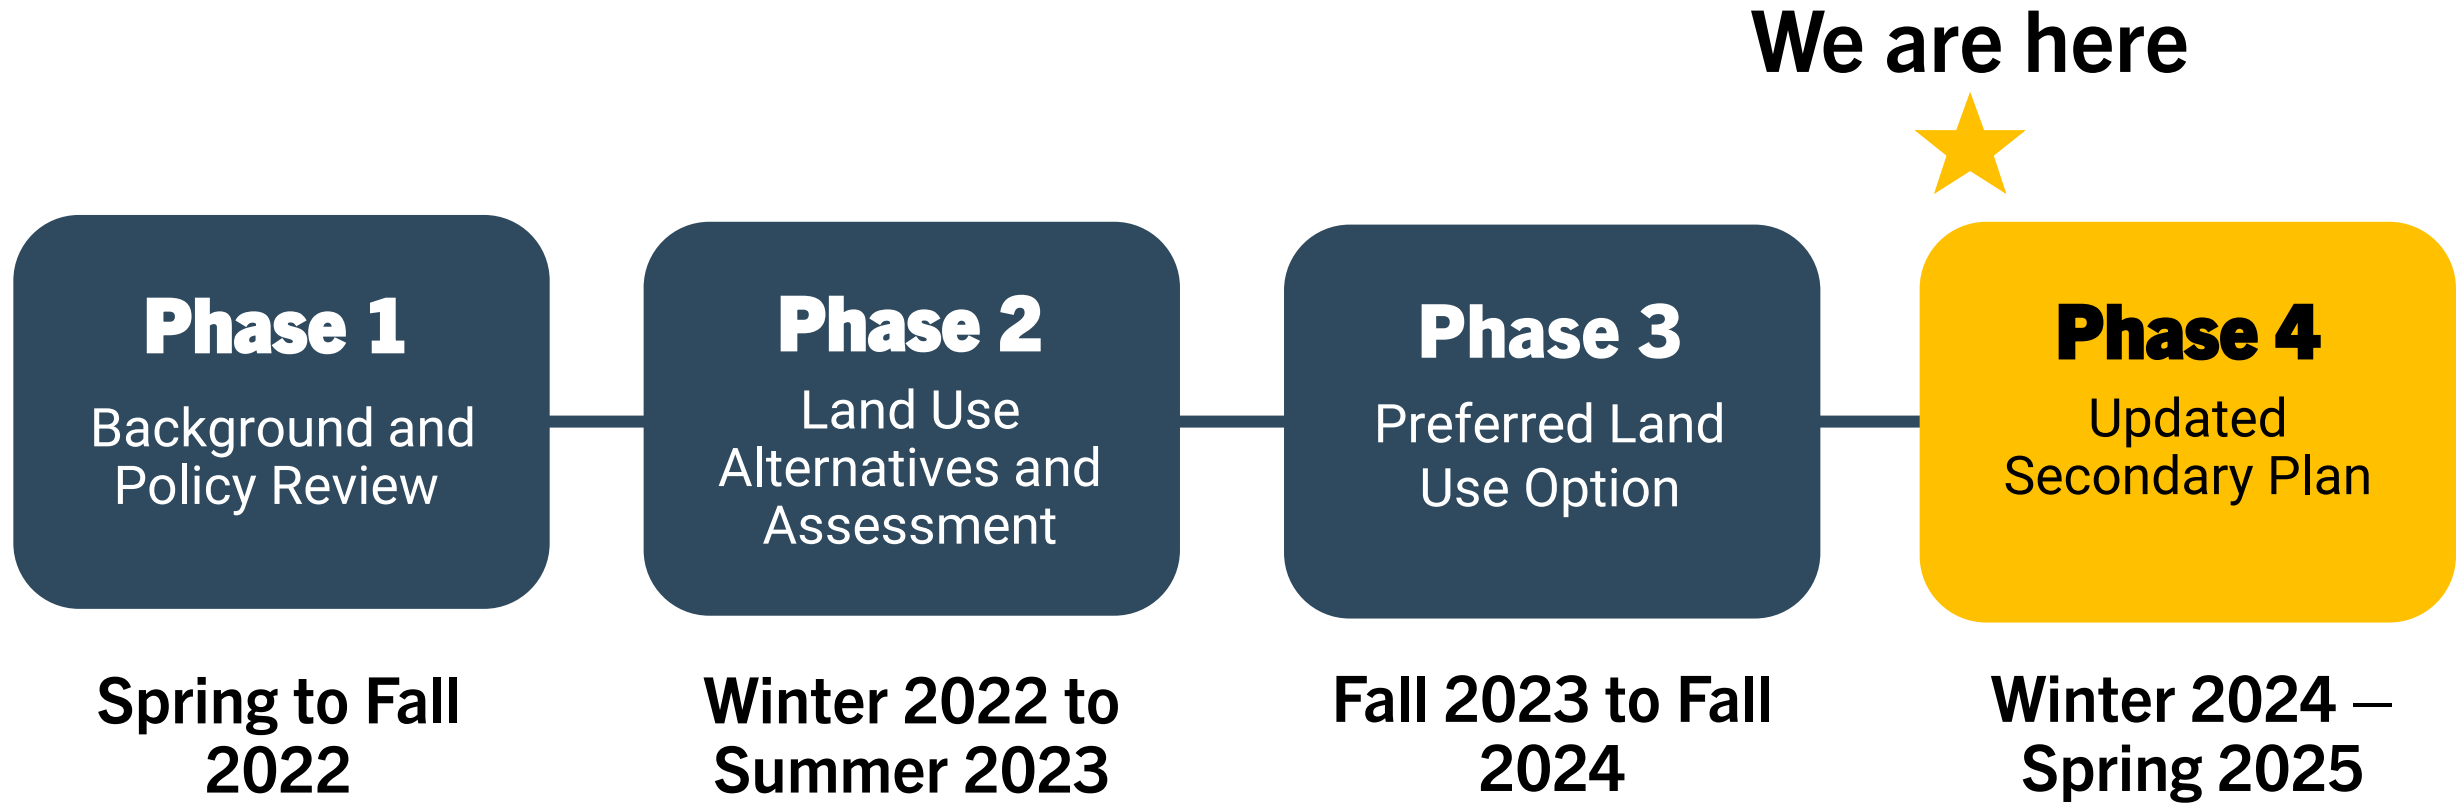 We are here
Phase 1
Background and
Policy Review
Spring to Fall
2022
Phase 2
Land Use
Alternatives and
Assessment
Winter 2022 to
Summer 2023
Phase 3
Preferred Land
Use Option
Fall 2023 to Fall
2024
Phase 4
Updated
Secondary Plan
Winter 2024 —
Spring 2025